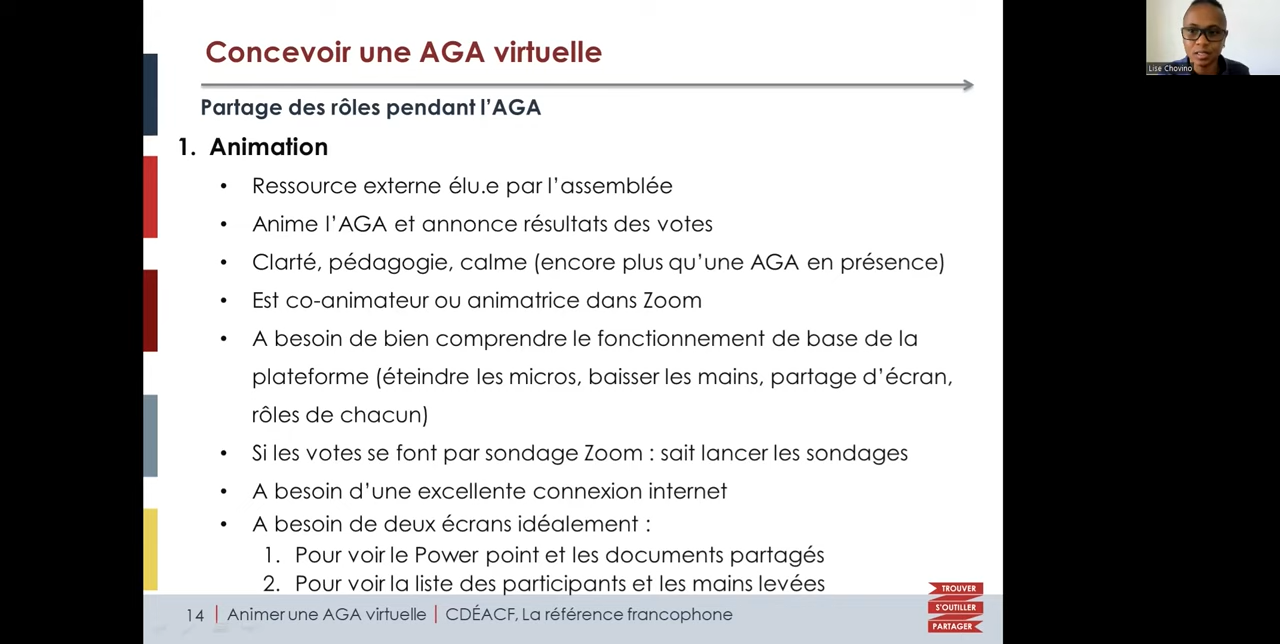 Concevoir une AGA virtuelle
Lise Chovino
Partage des rôles pendant l'AGA
1. Animation
• Ressource externe élu.e par l'assemblée
• Anime l'AGA et annonce résultats des votes
• Clarté, pédagogie, calme (encore plus qu'une AGA en présence)
• Est co-animateur ou animatrice dans Zoom
• A besoin de bien comprendre le fonctionnement de base de la
plateforme (éteindre les micros, baisser les mains, partage d'écran,
rôles de chacun)
• Si les votes se font par sondage Zoom : sait lancer les sondages
• A besoin d'une excellente connexion internet
• A besoin de deux écrans idéalement :
1. Pour voir le Power point et les documents partagés
2. Pour voir la liste des participants et les mains levées
14 | Animer une AGA virtuelle | CDÉACF, La référence francophone
TROUVER
S'OUTILLER
PARTAGER